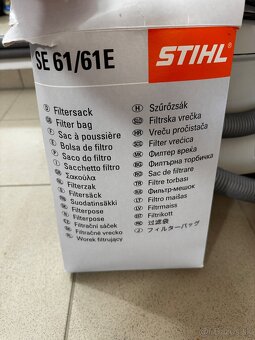 SE 61/61E
STIHL
Filtersack
Filter bag
Sac à poussière
Bolsa de filtro
Saco do filtro
Sacchetto filtro
Σακούλα
Filterzak
Filtersäck
Suodatinsäkki
Filterpose
Filterpose
Filtrační sáček
Filtračné vrecko
Worek filtrujący
Szűrőzsák
Filtrska vrečka
Vreću pročistača
Filter vrećica
Филтер врећа
Филтърна торбичка
Sac de filtrare
Filtre torbası
Фильтр-мешок
Filtro maišas
Filtrmaiss
Filtrikott
过滤袋
フィルターバッグ